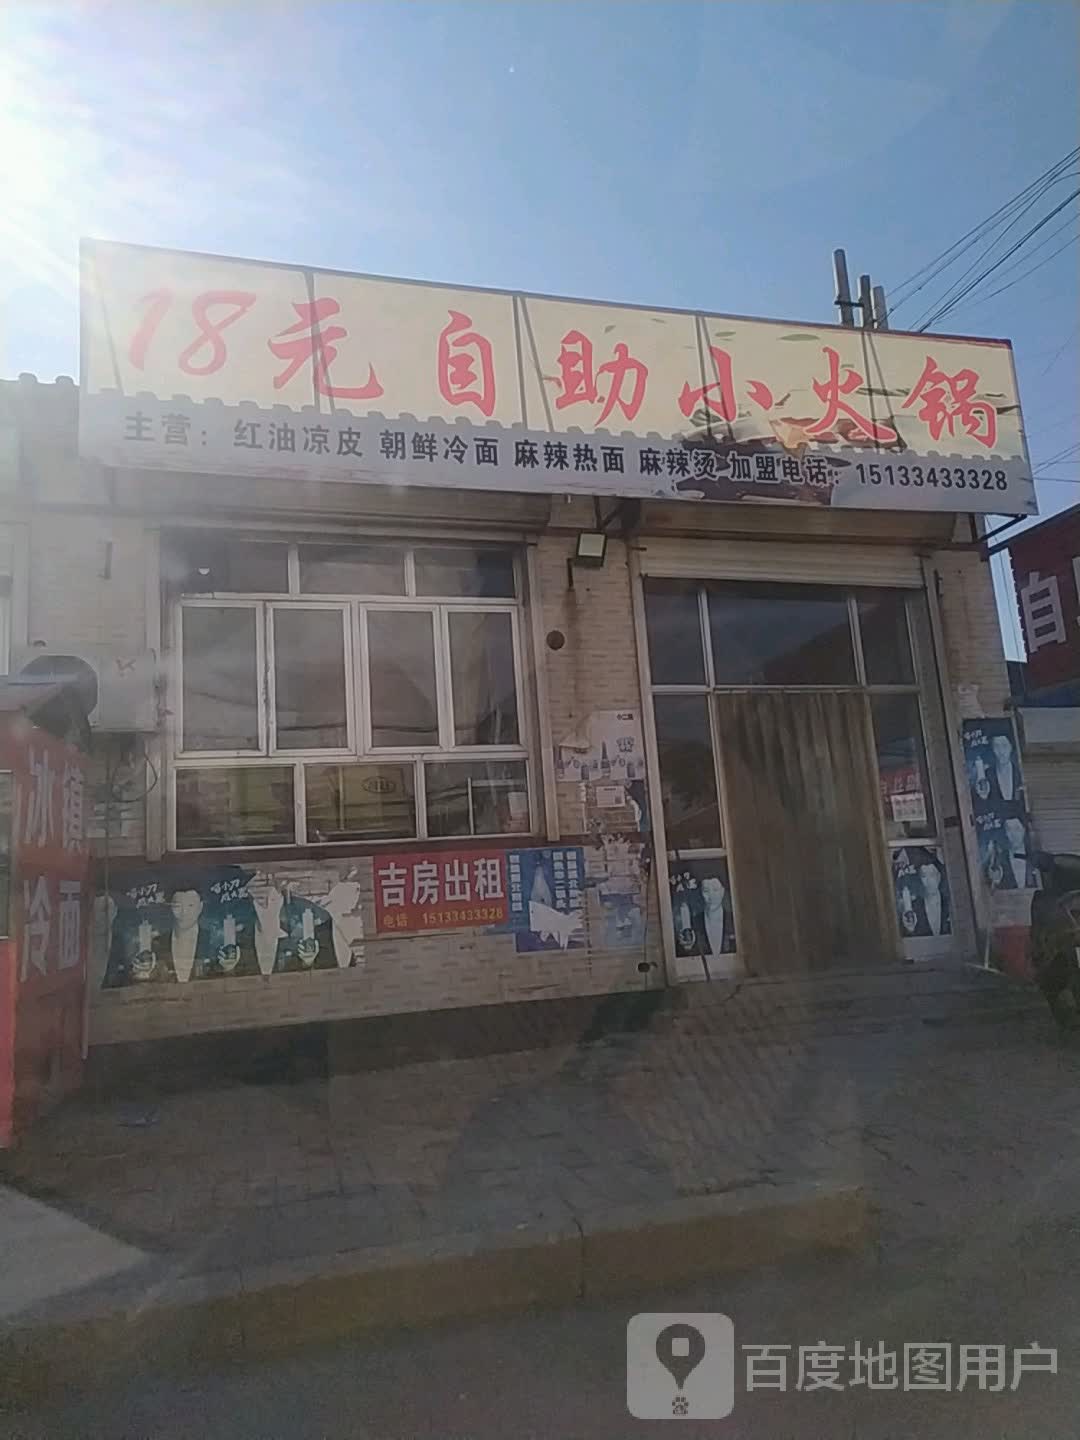 18元自助小火锅
主营：红油凉皮 朝鲜冷面 麻辣热面 麻辣烫 加盟电话：15133433328
自
冰镇
冷面
吉房出租
电话 15133433328
百度地图用户